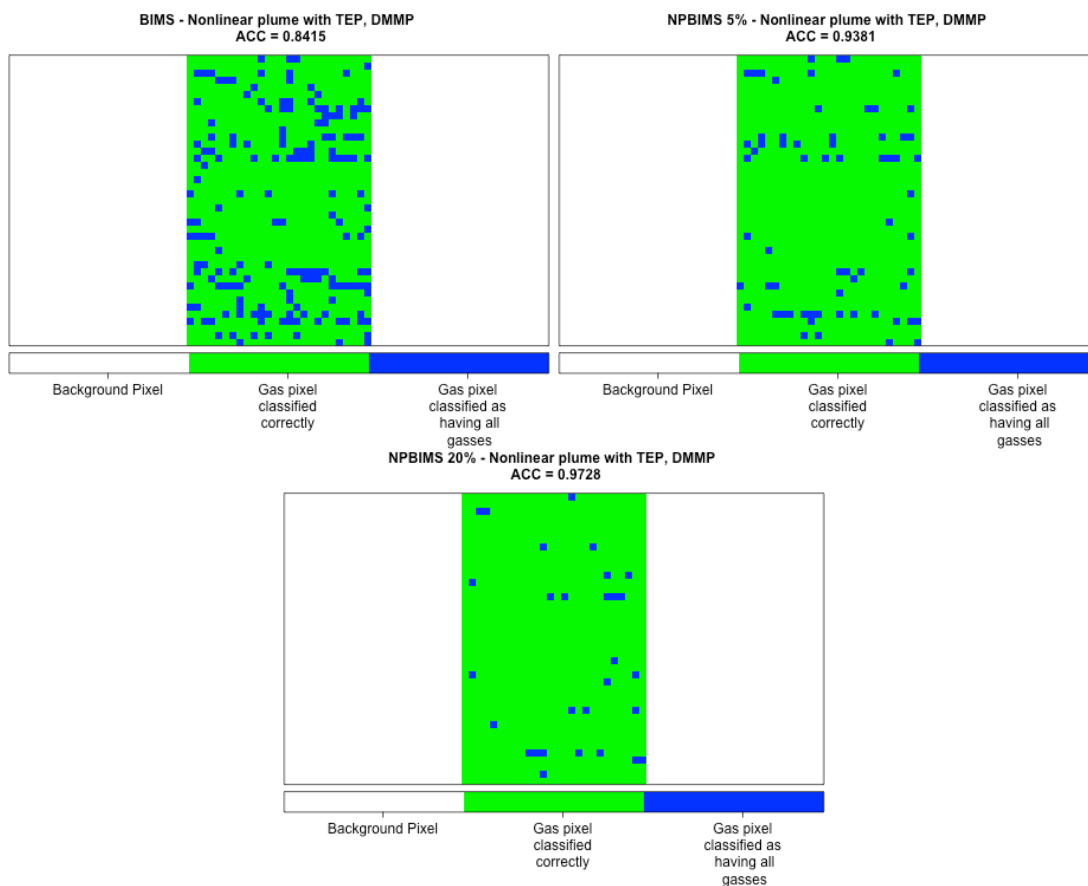 BIMS - Nonlinear plume with TEP, DMMP
ACC = 0.8415
Background Pixel
Gas pixel
classified
correctly
Gas pixel
classified as
having all
gasses
NPBIMS 5% - Nonlinear plume with TEP, DMMP
ACC = 0.9381
Background Pixel
Gas pixel
classified
correctly
Gas pixel
classified as
having all
gasses
NPBIMS 20% - Nonlinear plume with TEP, DMMP
ACC = 0.9728
Background Pixel
Gas pixel
classified
correctly
Gas pixel
classified as
having all
gasses